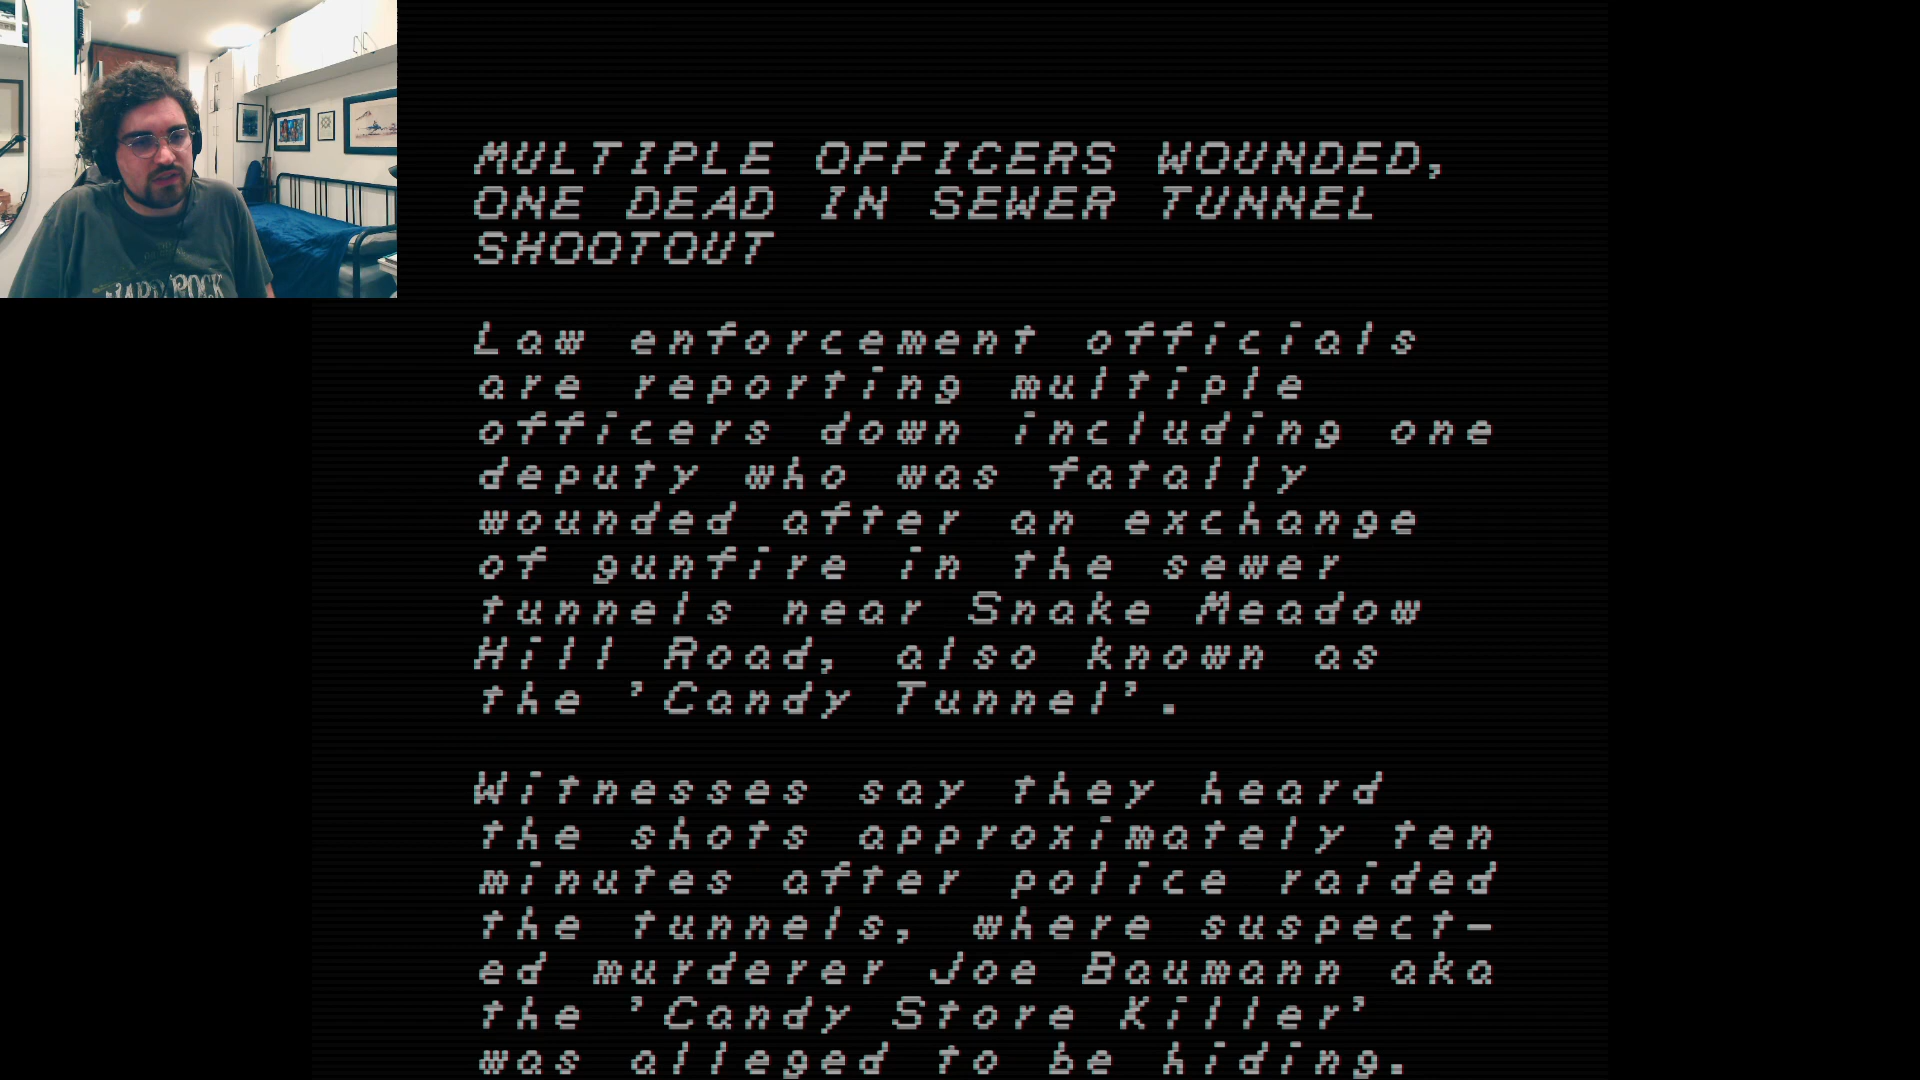 MULTIPLE OFFICERS WOUNDED,
ONE DEAD IN SEWER TUNNEL
SHOOTOUT
Law enforcement officials
are reporting multiple
officers down including one
deputy who was fatally
wounded after an exchange
of gunfire in the sewer
tunnels near Snake Meadow
Hill Road, also known as
the 'Candy Tunnel'.
Witnesses say they heard
the shots approximately ten
minutes after police raided
the tunnels, where suspect-
ed murderer Joe Baumann aka
the 'Candy Store Killer'
was alleged to be hiding.
HARD ROCK